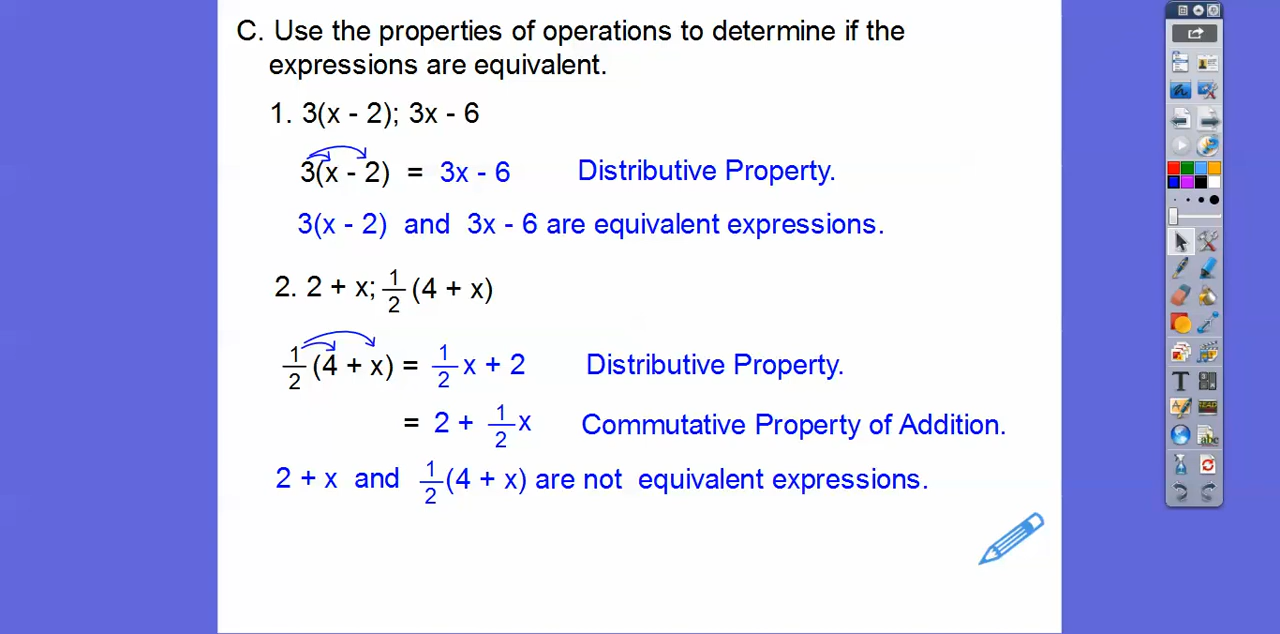 C. Use the properties of operations to determine if the
expressions are equivalent.
1. 3(x - 2); 3x - 6
3(x - 2) = 3x - 6 Distributive Property.
3(x - 2) and 3x - 6 are equivalent expressions.
2. 2 + x; 1/2 (4 + x)
1/2 (4 + x) = 1/2 x + 2 Distributive Property.
= 2 + 1/2 x Commutative Property of Addition.
2 + x and 1/2 (4 + x) are not equivalent expressions.
T
abc